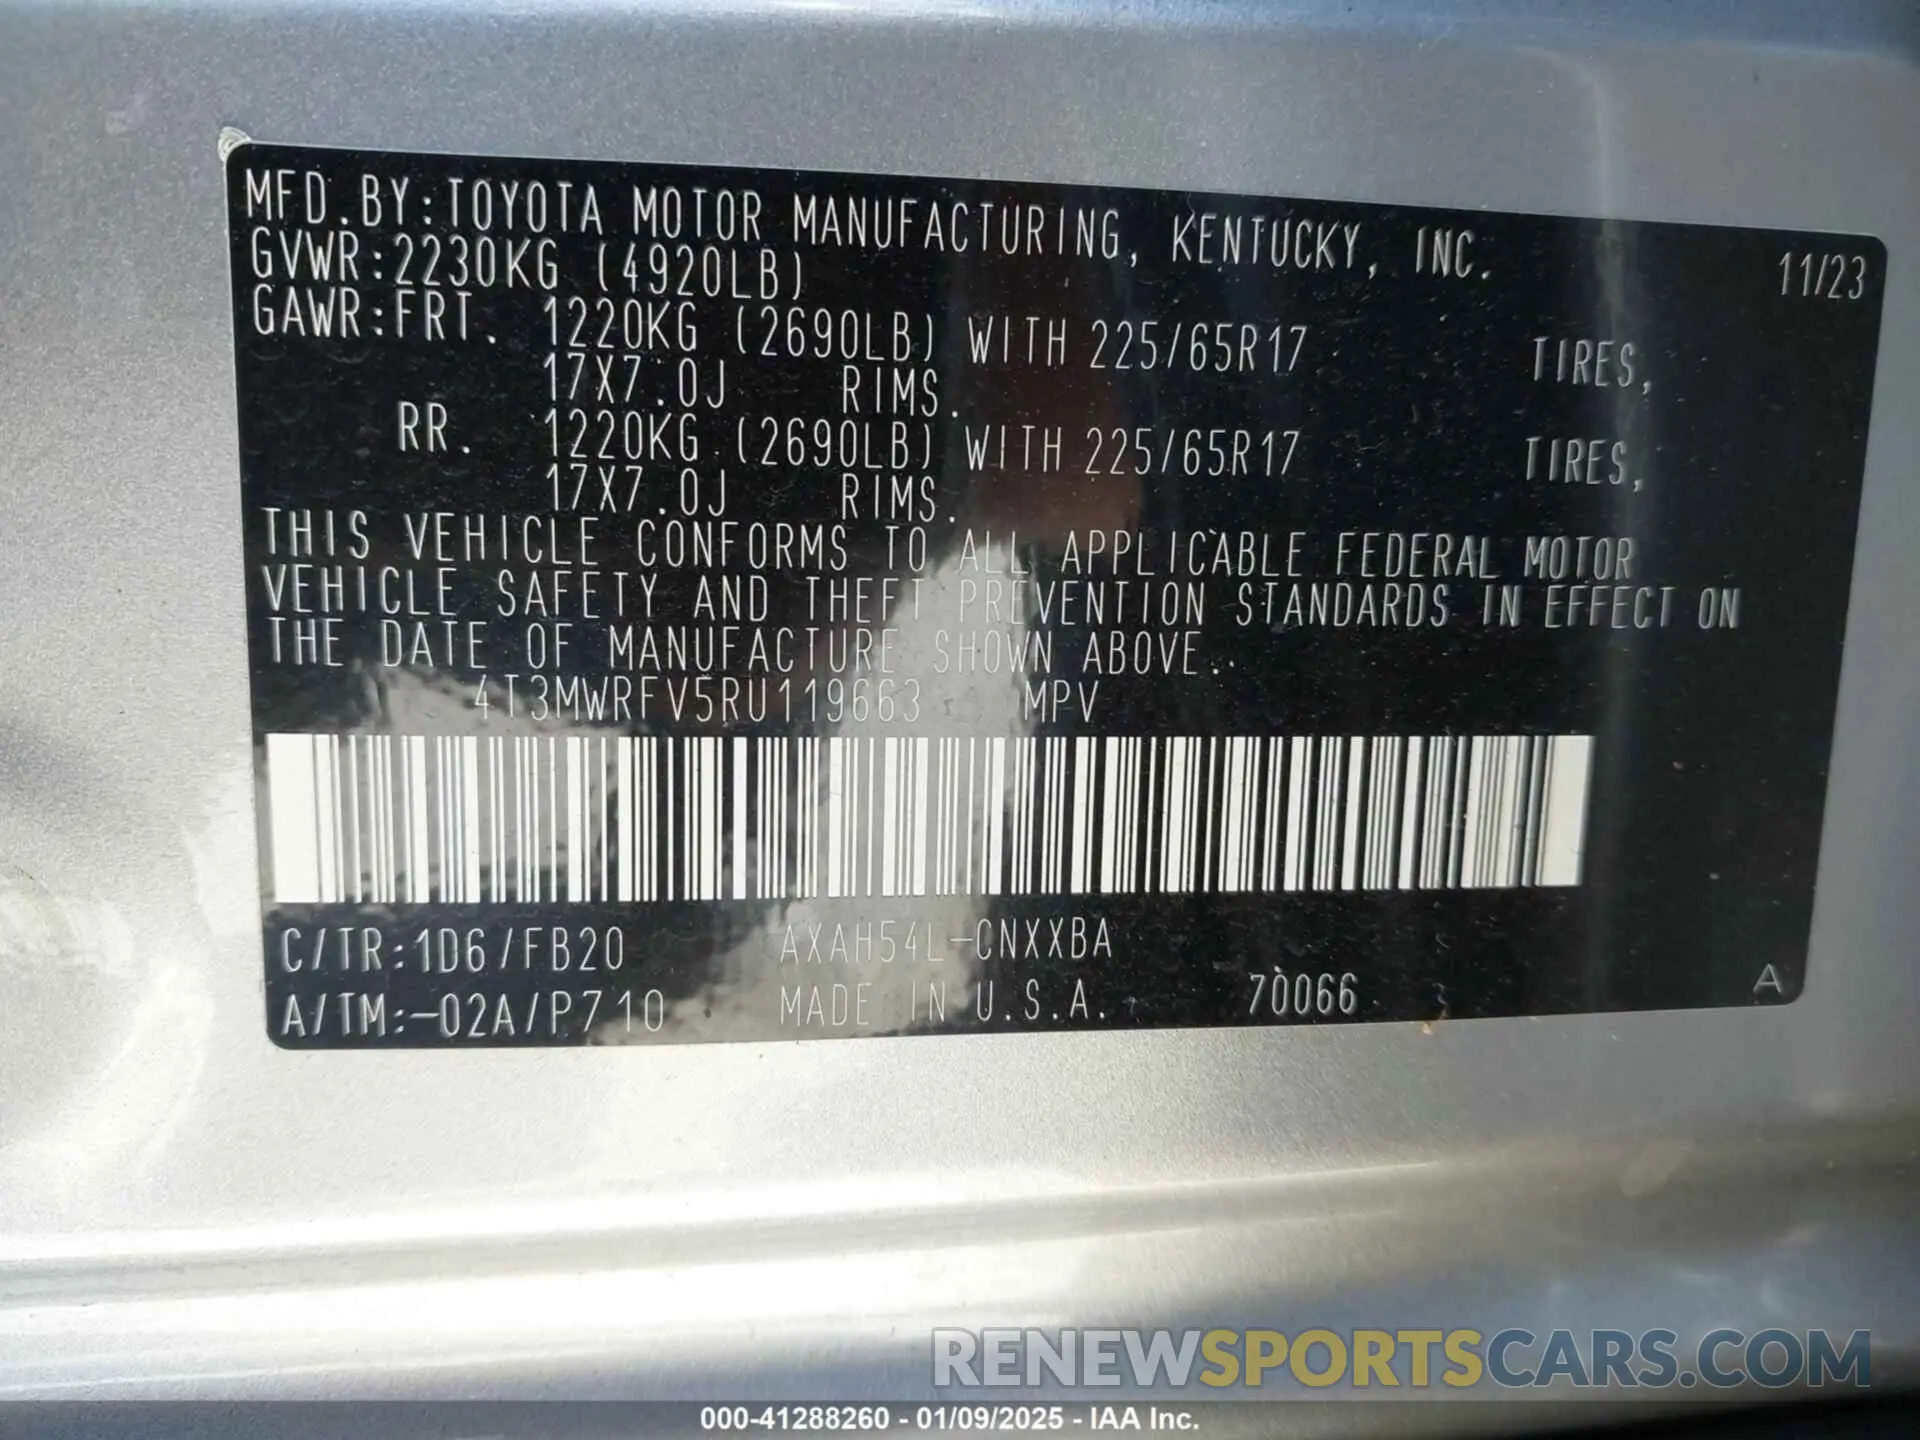 MFD.BY:TOYOTA MOTOR MANUFACTURING, KENTUCKY, INC. 11/23
GVWR:2230KG (4920LB)
GAWR:FRT. 1220KG (2690LB) WITH 225/65R17 TIRES,
17X7.0J RIMS.
RR. 1220KG (2690LB) WITH 225/65R17 TIRES,
17X7.0J RIMS.
THIS VEHICLE CONFORMS TO ALL APPLICABLE FEDERAL MOTOR
VEHICLE SAFETY AND THEFT PREVENTION STANDARDS IN EFFECT ON
THE DATE OF MANUFACTURE SHOWN ABOVE.
4T3MWRFV5RU119663 MPV
C/TR:1D6/FB20 AXAH54L-CNXXBA
A/TM:-02A/P710 MADE IN U.S.A. 70066 A
RENEWSPORTSCARS.COM
000-41288260 - 01/09/2025 - IAA Inc.